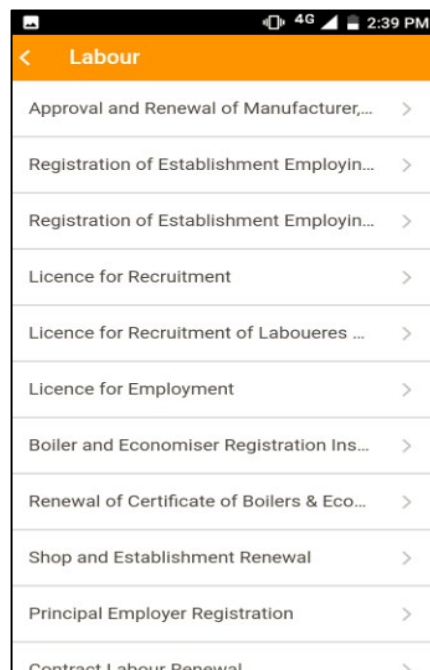 4G 2:39 PM
Labour
Approval and Renewal of Manufacturer,...
Registration of Establishment Employin...
Registration of Establishment Employin...
Licence for Recruitment
Licence for Recruitment of Laboueres ...
Licence for Employment
Boiler and Economiser Registration Ins...
Renewal of Certificate of Boilers & Eco...
Shop and Establishment Renewal
Principal Employer Registration
Contract Labour Renewal